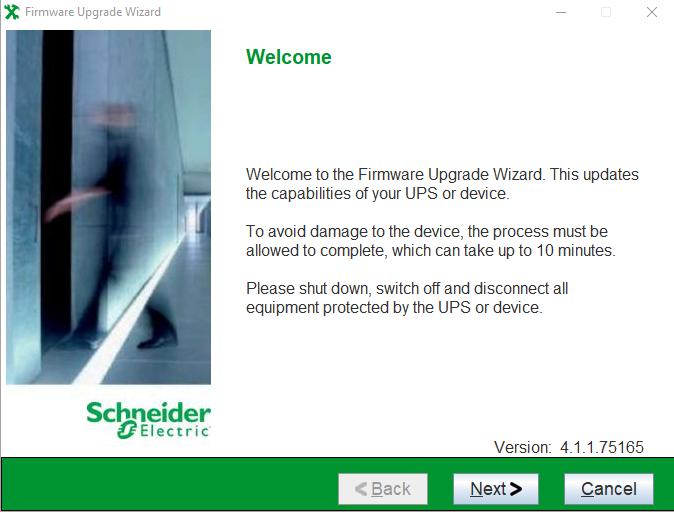 Firmware Upgrade Wizard
Welcome
Welcome to the Firmware Upgrade Wizard. This updates
the capabilities of your UPS or device.
To avoid damage to the device, the process must be
allowed to complete, which can take up to 10 minutes.
Please shut down, switch off and disconnect all
equipment protected by the UPS or device.
Schneider
Electric
Version: 4.1.1.75165
< Back
Next >
Cancel